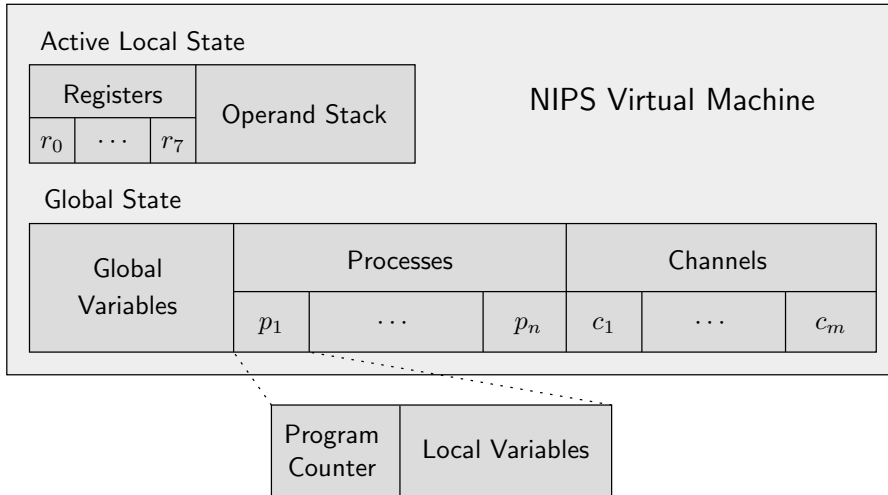 Active Local State
Registers
Operand Stack
NIPS Virtual Machine
r₀ ⋯ r₇
Global State
Global
Variables
Processes
Channels
p₁ ⋯ pₙ c₁ ⋯ cₘ
Program
Counter
Local Variables